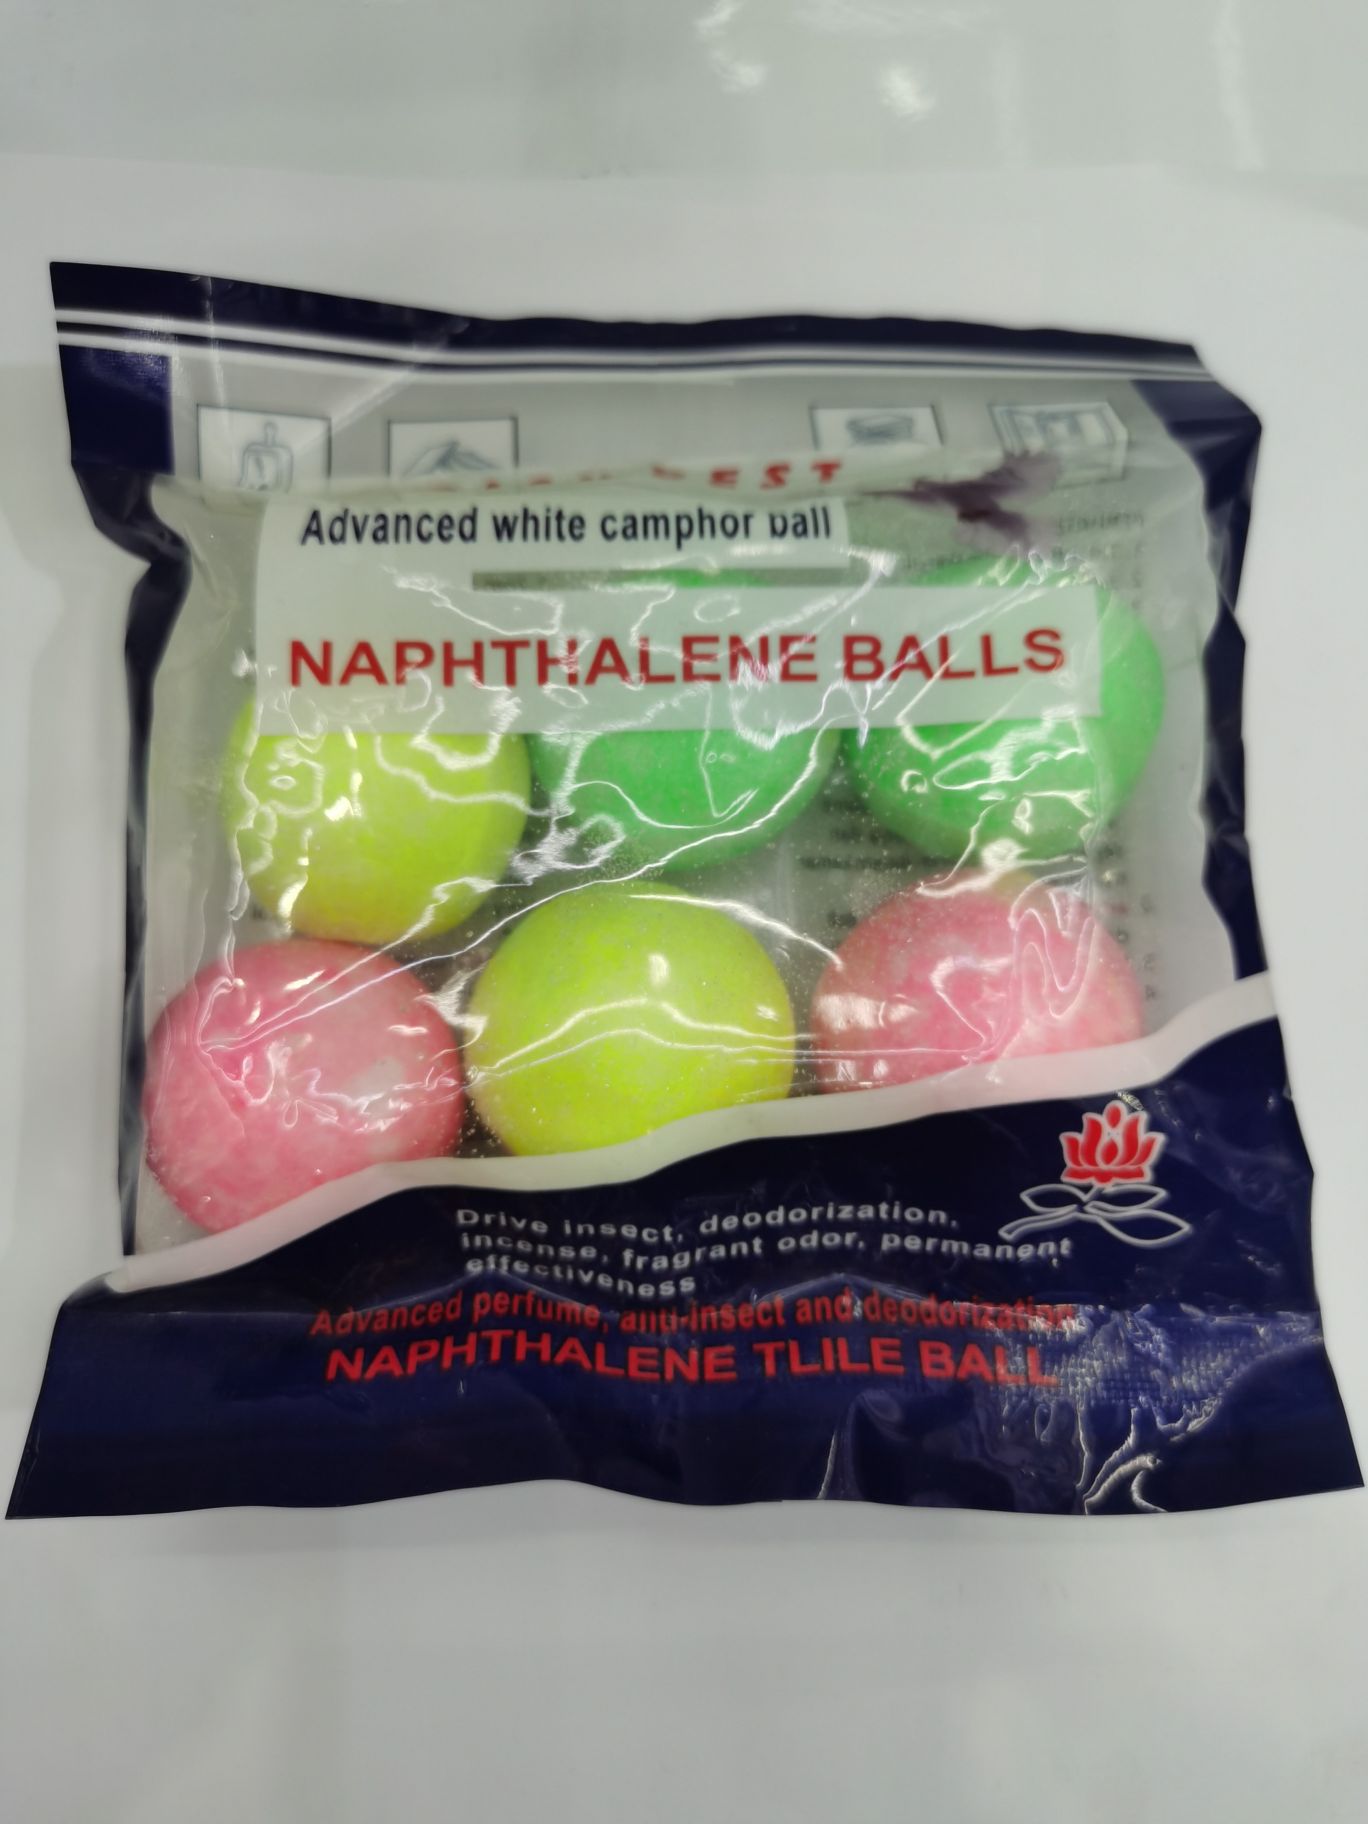 Advanced white camphor ball
NAPHTHALENE BALLS
Drive insect, deodorization,
incense, fragrant odor, permanent
effectiveness
Advanced perfume, anti-insect and deodorization
NAPHTHALENE TLILE BALL